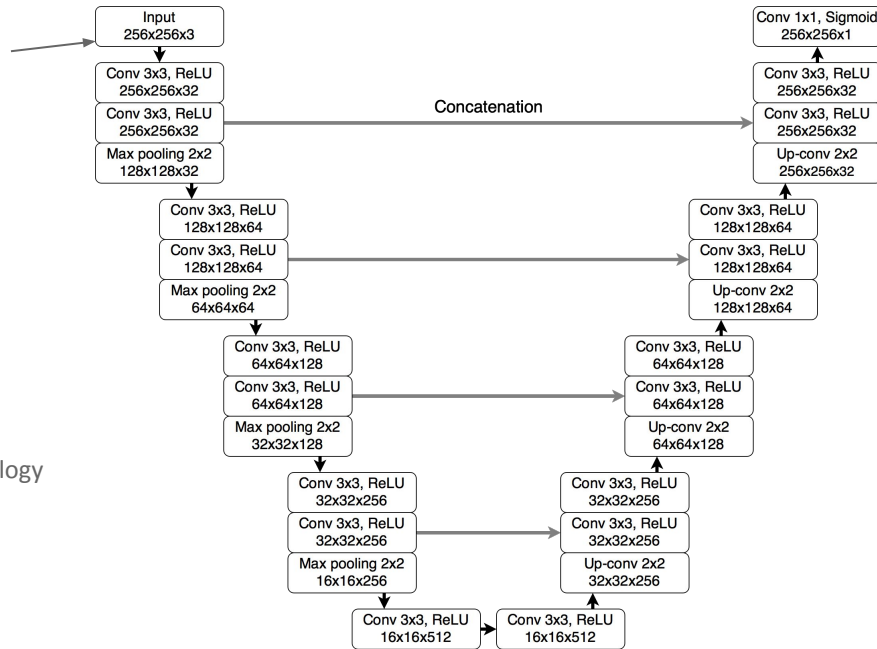 Input
256x256x3
Conv 3x3, ReLU
256x256x32
Conv 3x3, ReLU
256x256x32
Max pooling 2x2
128x128x32
Conv 3x3, ReLU
128x128x64
Conv 3x3, ReLU
128x128x64
Max pooling 2x2
64x64x64
Conv 3x3, ReLU
64x64x128
Conv 3x3, ReLU
64x64x128
Max pooling 2x2
32x32x128
logy
Conv 3x3, ReLU
32x32x256
Conv 3x3, ReLU
32x32x256
Max pooling 2x2
16x16x256
Conv 3x3, ReLU
16x16x512
Conv 3x3, ReLU
16x16x512
Concatenation
Conv 1x1, Sigmoid
256x256x1
Conv 3x3, ReLU
256x256x32
Conv 3x3, ReLU
256x256x32
Up-conv 2x2
256x256x32
Conv 3x3, ReLU
128x128x64
Conv 3x3, ReLU
128x128x64
Up-conv 2x2
128x128x64
Conv 3x3, ReLU
64x64x128
Conv 3x3, ReLU
64x64x128
Up-conv 2x2
64x64x128
Conv 3x3, ReLU
32x32x256
Conv 3x3, ReLU
32x32x256
Up-conv 2x2
32x32x256